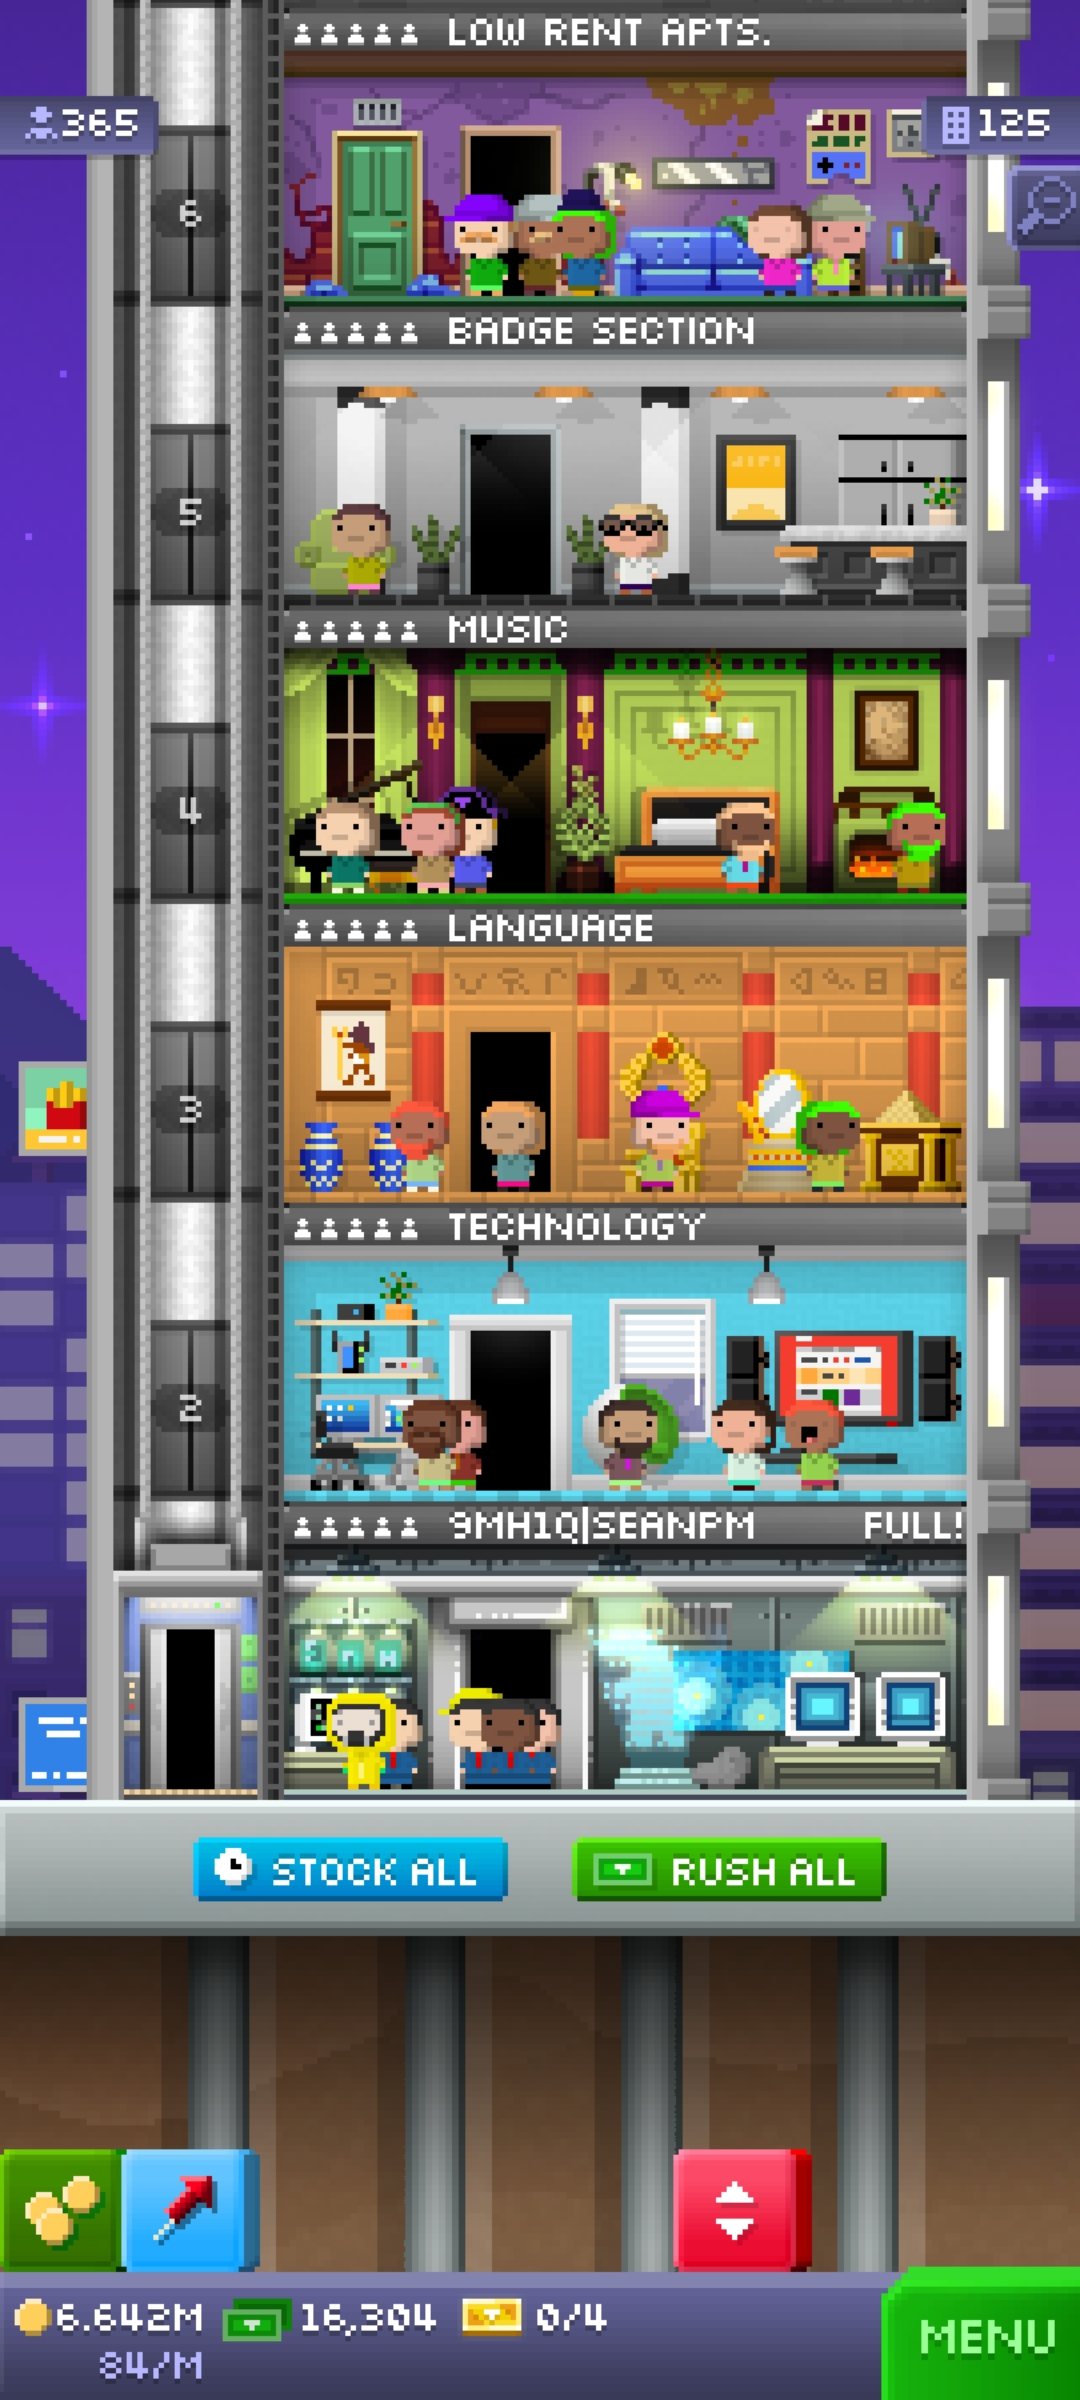 LOW RENT APTS.
365
125
6
BADGE SECTION
5
MUSIC
4
LANGUAGE
3
TECHNOLOGY
2
9MH1Q|SEANPM FULL!
STOCK ALL
RUSH ALL
6.642M 16,304 0/4
84/M
MENU